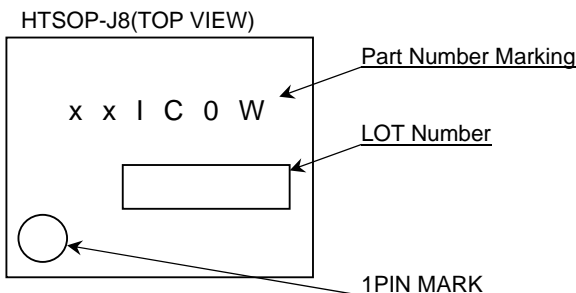 HTSOP-J8(TOP VIEW)
Part Number Marking
x x I C 0 W
LOT Number
1PIN MARK